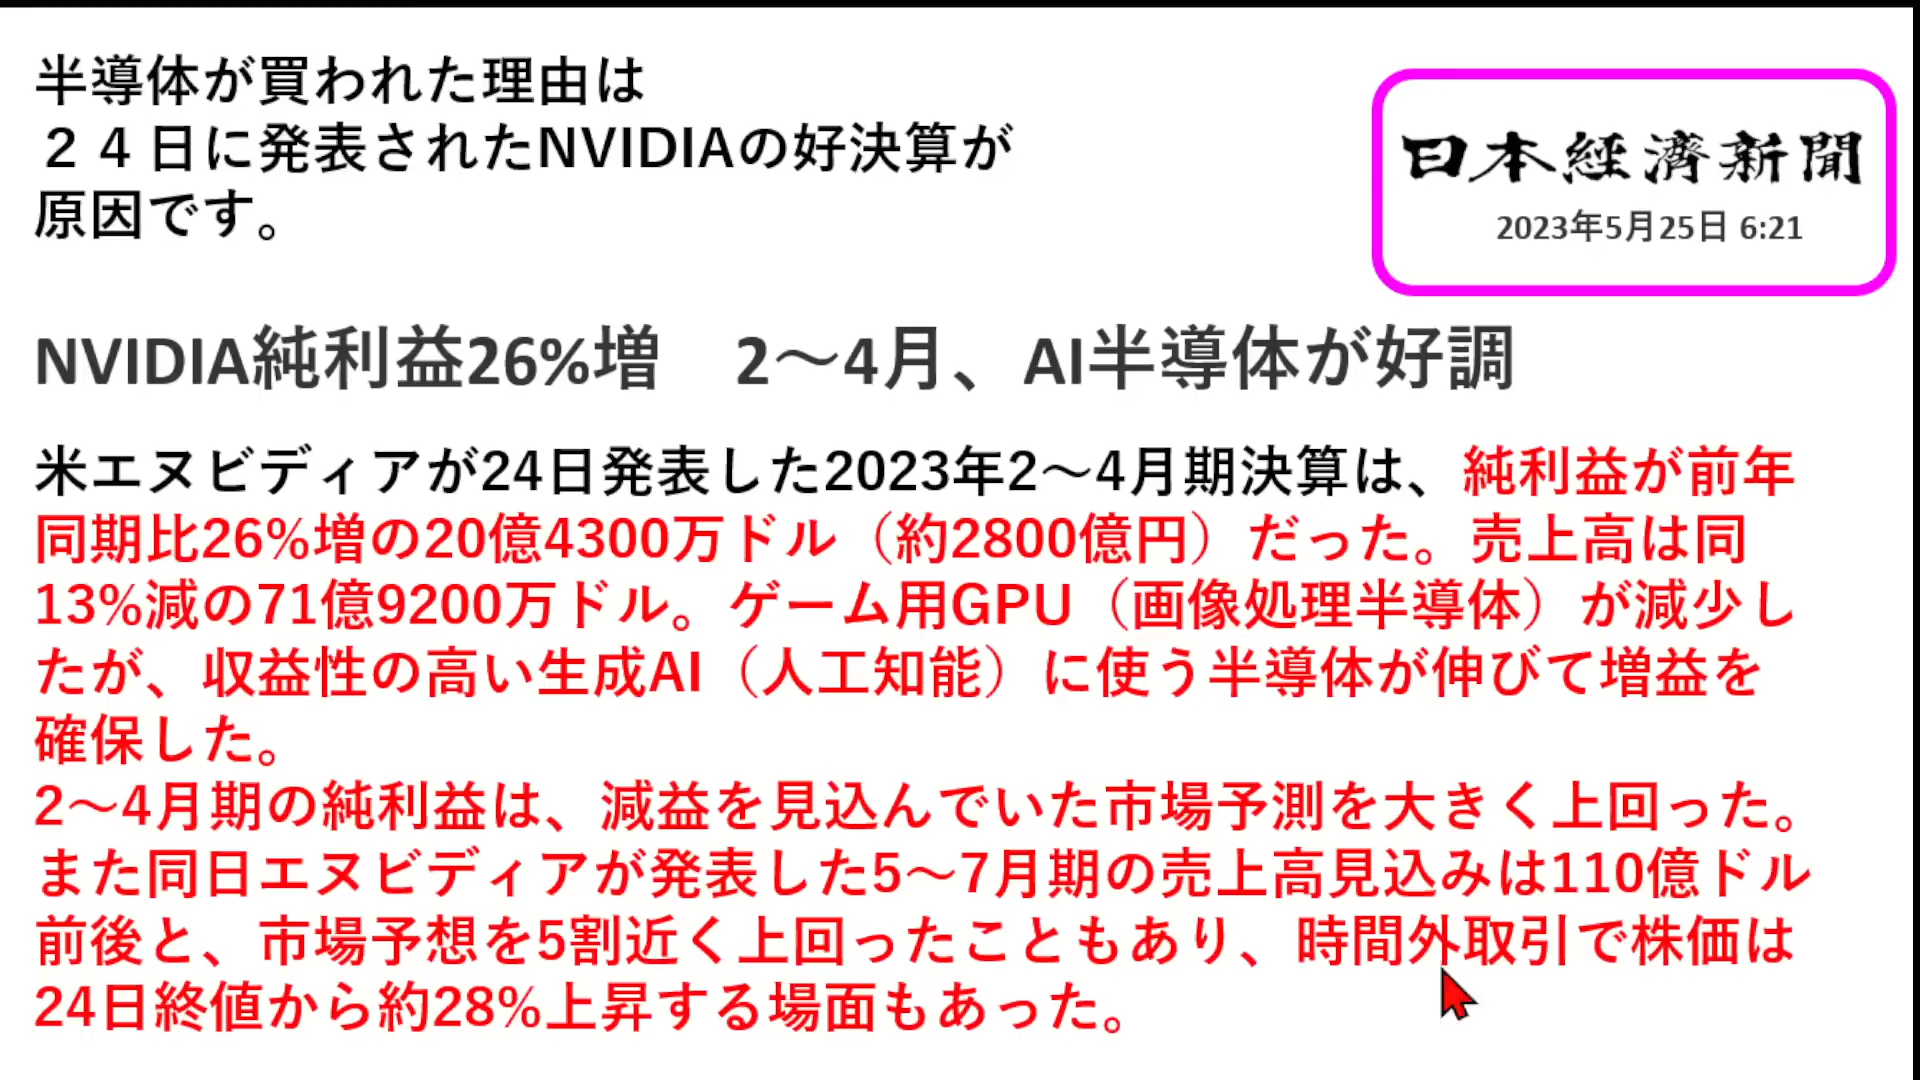 半導体が買われた理由は
２４日に発表されたNVIDIAの好決算が
原因です。
日本経済新聞
2023年5月25日 6:21
NVIDIA純利益26%増　2～4月、AI半導体が好調
米エヌビディアが24日発表した2023年2～4月期決算は、純利益が前年
同期比26%増の20億4300万ドル（約2800億円）だった。売上高は同
13%減の71億9200万ドル。ゲーム用GPU（画像処理半導体）が減少し
たが、収益性の高い生成AI（人工知能）に使う半導体が伸びて増益を
確保した。
2～4月期の純利益は、減益を見込んでいた市場予測を大きく上回った。
また同日エヌビディアが発表した5～7月期の売上高見込みは110億ドル
前後と、市場予想を5割近く上回ったこともあり、時間外取引で株価は
24日終値から約28%上昇する場面もあった。